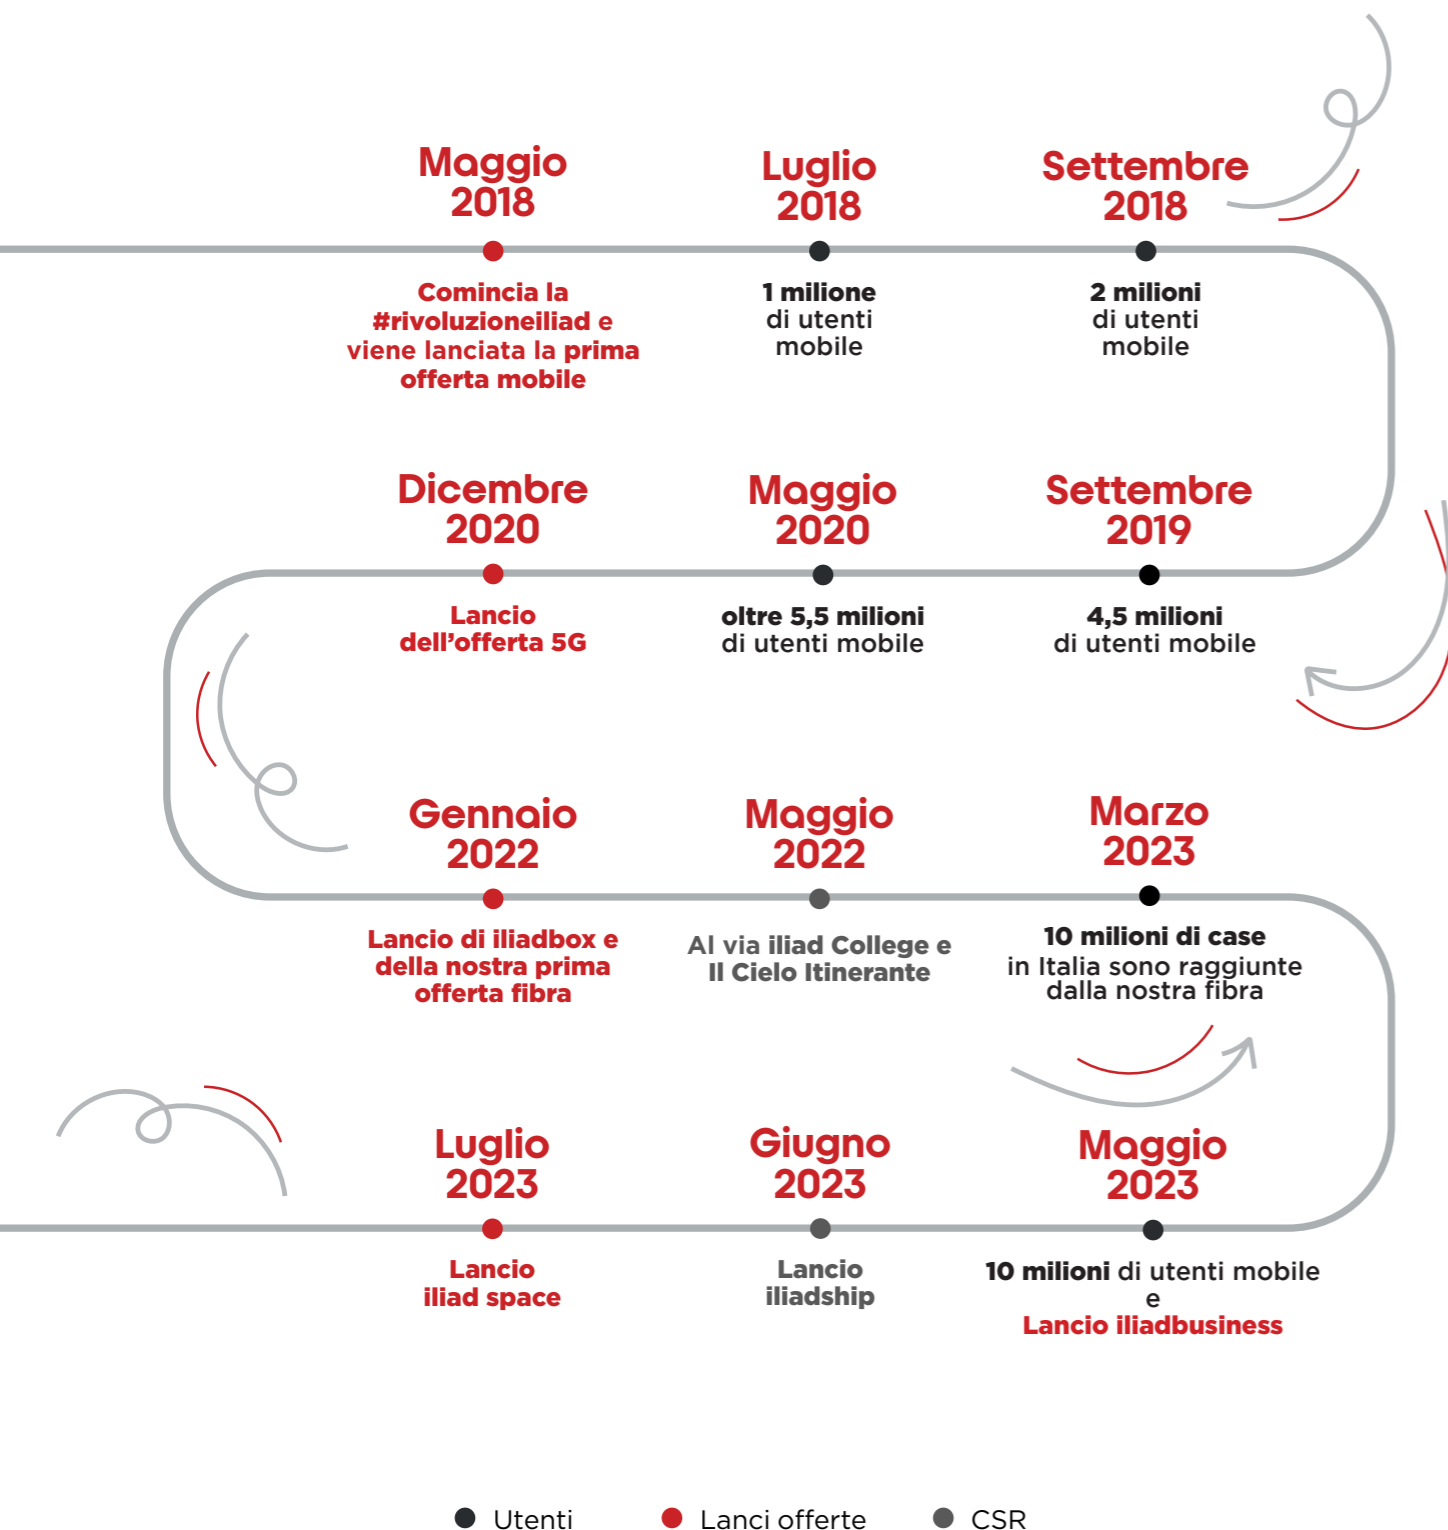 Maggio
2018
Comincia la
#rivoluzioneiliad e
viene lanciata la prima
offerta mobile
Luglio
2018
1 milione
di utenti
mobile
Settembre
2018
2 milioni
di utenti
mobile
Settembre
2019
4,5 milioni
di utenti mobile
Maggio
2020
oltre 5,5 milioni
di utenti mobile
Dicembre
2020
Lancio
dell’offerta 5G
Gennaio
2022
Lancio di iliadbox e
della nostra prima
offerta fibra
Maggio
2022
Al via iliad College e
Il Cielo Itinerante
Marzo
2023
10 milioni di case
in Italia sono raggiunte
dalla nostra fibra
Maggio
2023
10 milioni di utenti mobile
e
Lancio iliadbusiness
Giugno
2023
Lancio
iliadship
Luglio
2023
Lancio
iliad space
Utenti
Lanci offerte
CSR